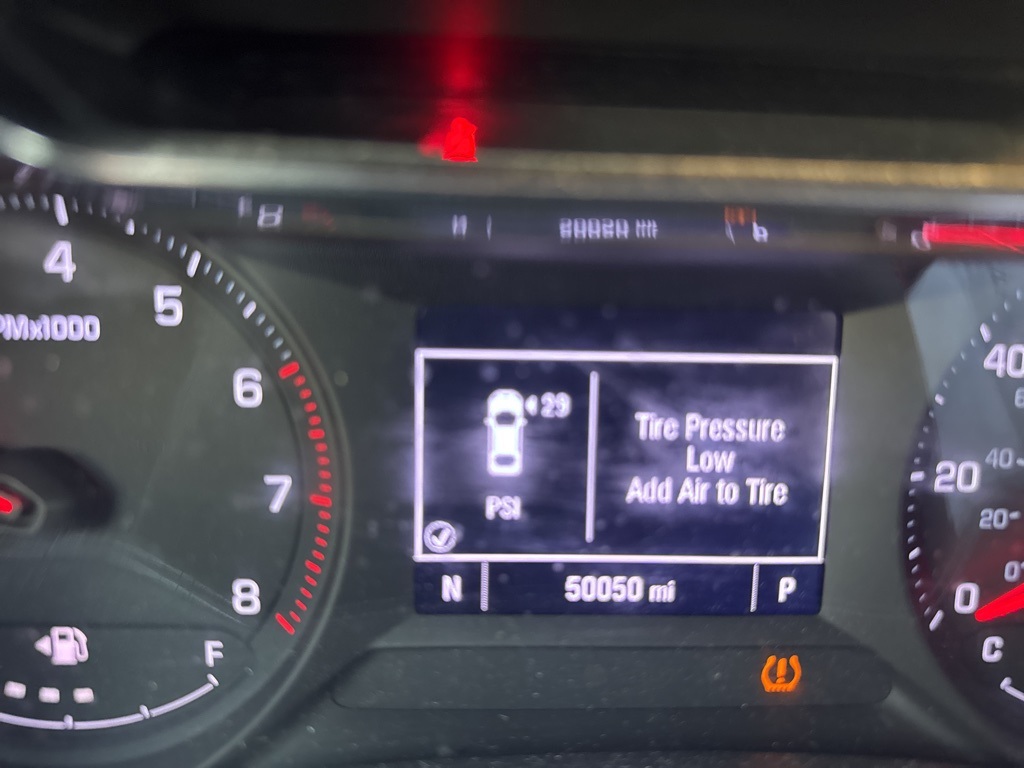 4
5
PMx1000
6
7
8
F
29
PSI
Tire Pressure
Low
Add Air to Tire
N
50050 mi
P
40
40
20
20
0
0
C